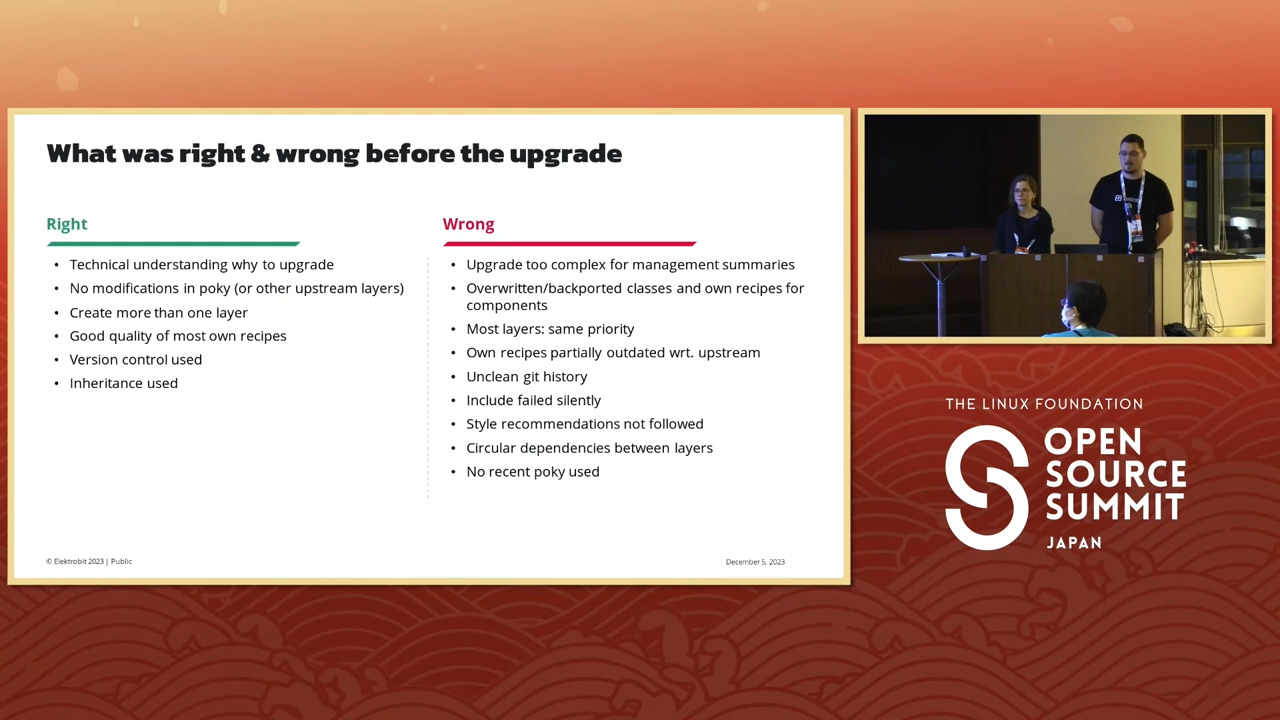 What was right & wrong before the upgrade
Right
• Technical understanding why to upgrade
• No modifications in poky (or other upstream layers)
• Create more than one layer
• Good quality of most own recipes
• Version control used
• Inheritance used
Wrong
• Upgrade too complex for management summaries
• Overwritten/backported classes and own recipes for
components
• Most layers: same priority
• Own recipes partially outdated wrt. upstream
• Unclean git history
• Include failed silently
• Style recommendations not followed
• Circular dependencies between layers
• No recent poky used
© Elektrobit 2023 | Public
December 5, 2023
THE LINUX FOUNDATION
OPEN
SOURCE
SUMMIT
JAPAN